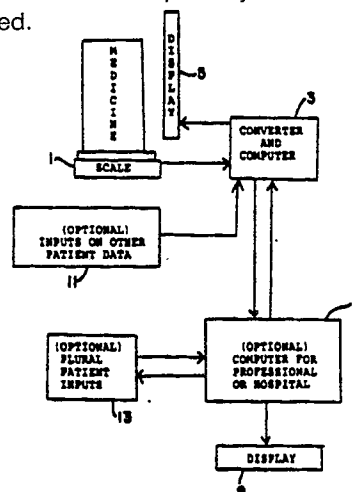 ed.
MEDICINE
DISPLAY
5
3
CONVERTER
AND
COMPUTER
1
SCALE
(OPTIONAL)
INPUTS ON OTHER
PATIENT DATA
11
(OPTIONAL)
PLURAL
PATIENT
INPUTS
13
(OPTIONAL)
COMPUTER FOR
PROFESSIONAL
OR HOSPITAL
DISPLAY